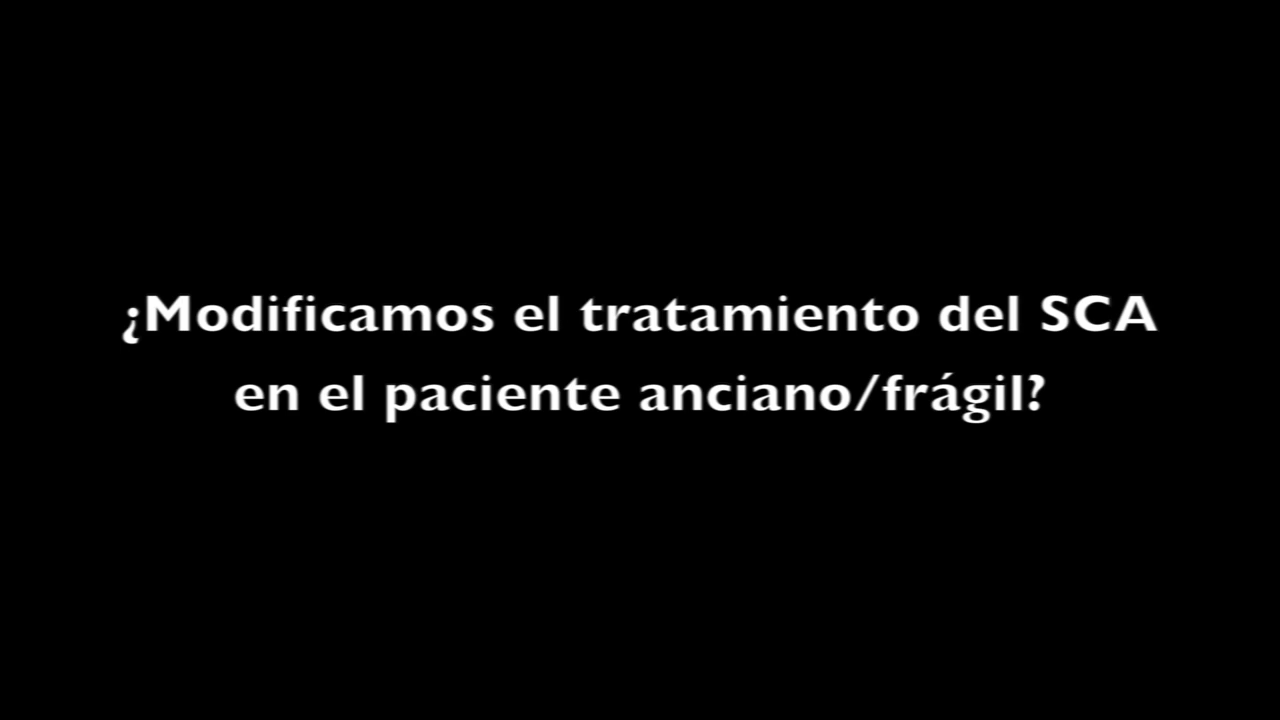 ¿Modificamos el tratamiento del SCA
en el paciente anciano/frágil?